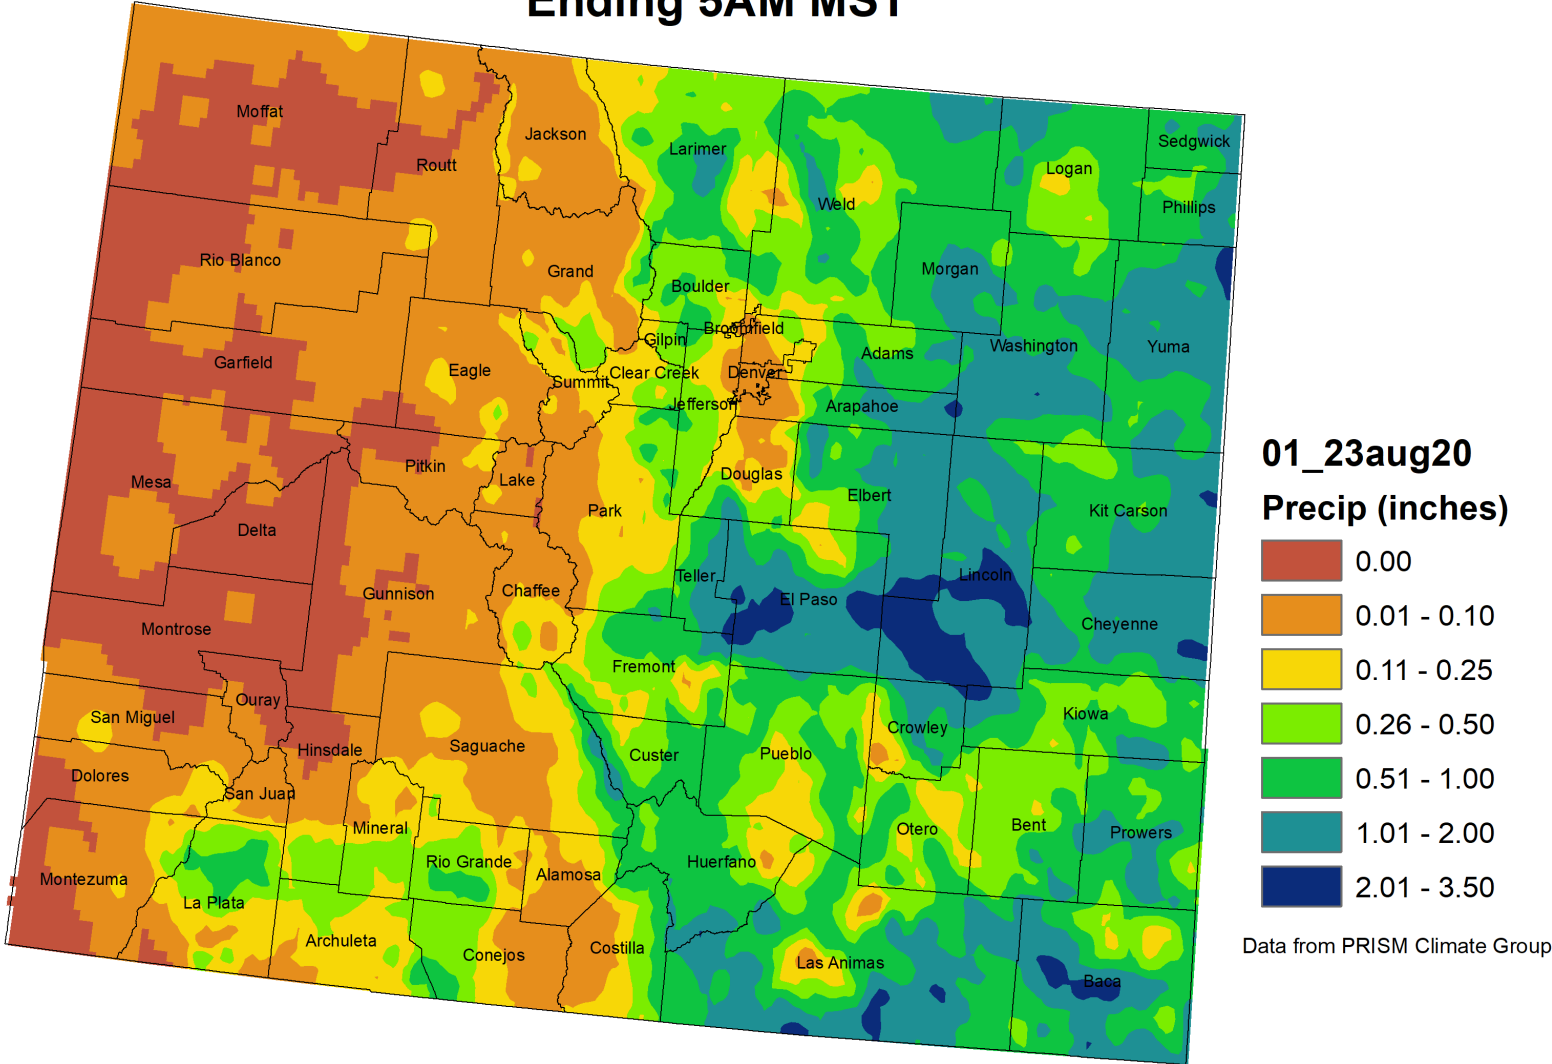 Ending 5AM MST
Moffat
Jackson
Routt
Larimer
Sedgwick
Logan
Weld
Phillips
Rio Blanco
Grand
Morgan
Boulder
Broomfield
Gilpin
Garfield
Eagle
Summit
Clear Creek
Denver
Adams
Washington
Yuma
Jefferson
Arapahoe
Mesa
Pitkin
Lake
Park
Douglas
Elbert
Kit Carson
Delta
Gunnison
Chaffee
Teller
El Paso
Lincoln
Cheyenne
Montrose
Fremont
Ouray
San Miguel
Hinsdale
Saguache
Custer
Pueblo
Crowley
Kiowa
Dolores
San Juan
Mineral
Rio Grande
Alamosa
Huerfano
Otero
Bent
Prowers
Montezuma
La Plata
Archuleta
Conejos
Costilla
Las Animas
Baca
01_23aug20
Precip (inches)
0.00
0.01 - 0.10
0.11 - 0.25
0.26 - 0.50
0.51 - 1.00
1.01 - 2.00
2.01 - 3.50
Data from PRISM Climate Group